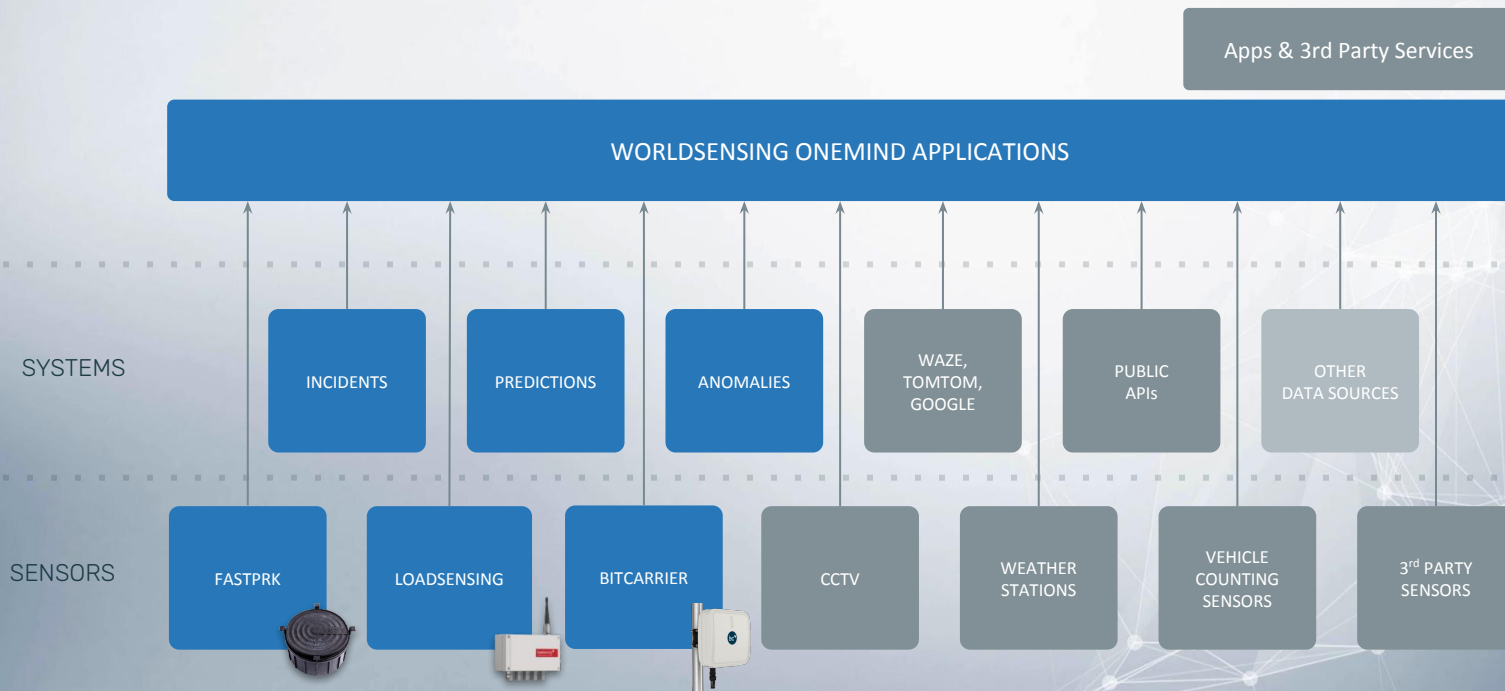 Apps & 3rd Party Services
WORLDSENSING ONEMIND APPLICATIONS
SYSTEMS
INCIDENTS
PREDICTIONS
ANOMALIES
WAZE,
TOMTOM,
GOOGLE
PUBLIC
APIs
OTHER
DATA SOURCES
SENSORS
FASTPRK
LOADSENSING
BITCARRIER
CCTV
WEATHER
STATIONS
VEHICLE
COUNTING
SENSORS
3rd PARTY
SENSORS